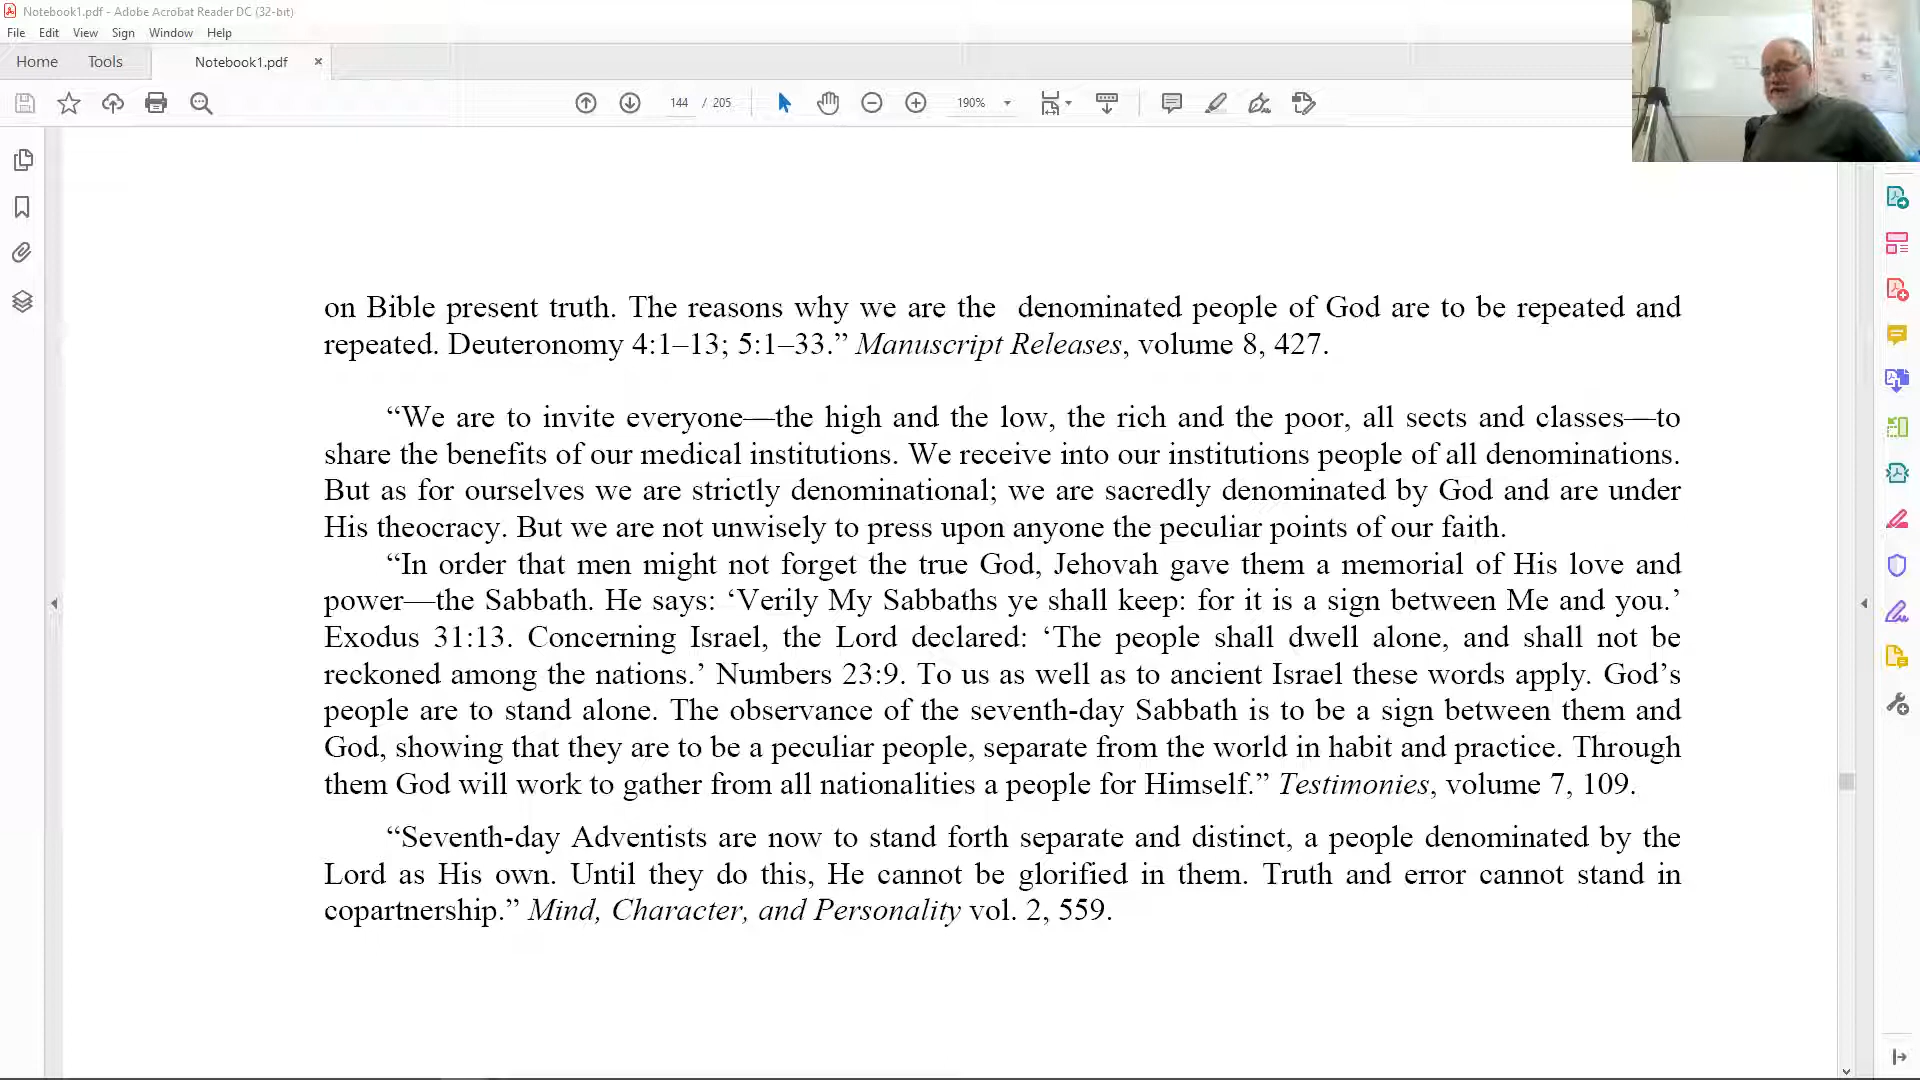 Notebook1.pdf - Adobe Acrobat Reader DC (32-bit)
File Edit View Sign Window Help
Home Tools Notebook1.pdf ×
144 / 205 190%
on Bible present truth. The reasons why we are the denominated people of God are to be repeated and
repeated. Deuteronomy 4:1–13; 5:1–33.” Manuscript Releases, volume 8, 427.
“We are to invite everyone—the high and the low, the rich and the poor, all sects and classes—to
share the benefits of our medical institutions. We receive into our institutions people of all denominations.
But as for ourselves we are strictly denominational; we are sacredly denominated by God and are under
His theocracy. But we are not unwisely to press upon anyone the peculiar points of our faith.
“In order that men might not forget the true God, Jehovah gave them a memorial of His love and
power—the Sabbath. He says: ‘Verily My Sabbaths ye shall keep: for it is a sign between Me and you.’
Exodus 31:13. Concerning Israel, the Lord declared: ‘The people shall dwell alone, and shall not be
reckoned among the nations.’ Numbers 23:9. To us as well as to ancient Israel these words apply. God’s
people are to stand alone. The observance of the seventh-day Sabbath is to be a sign between them and
God, showing that they are to be a peculiar people, separate from the world in habit and practice. Through
them God will work to gather from all nationalities a people for Himself.” Testimonies, volume 7, 109.
“Seventh-day Adventists are now to stand forth separate and distinct, a people denominated by the
Lord as His own. Until they do this, He cannot be glorified in them. Truth and error cannot stand in
copartnership.” Mind, Character, and Personality vol. 2, 559.